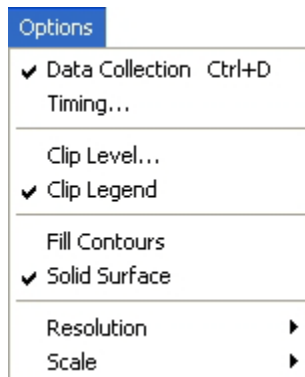 Options
Data Collection Ctrl+D
Timing...
Clip Level...
Clip Legend
Fill Contours
Solid Surface
Resolution
Scale